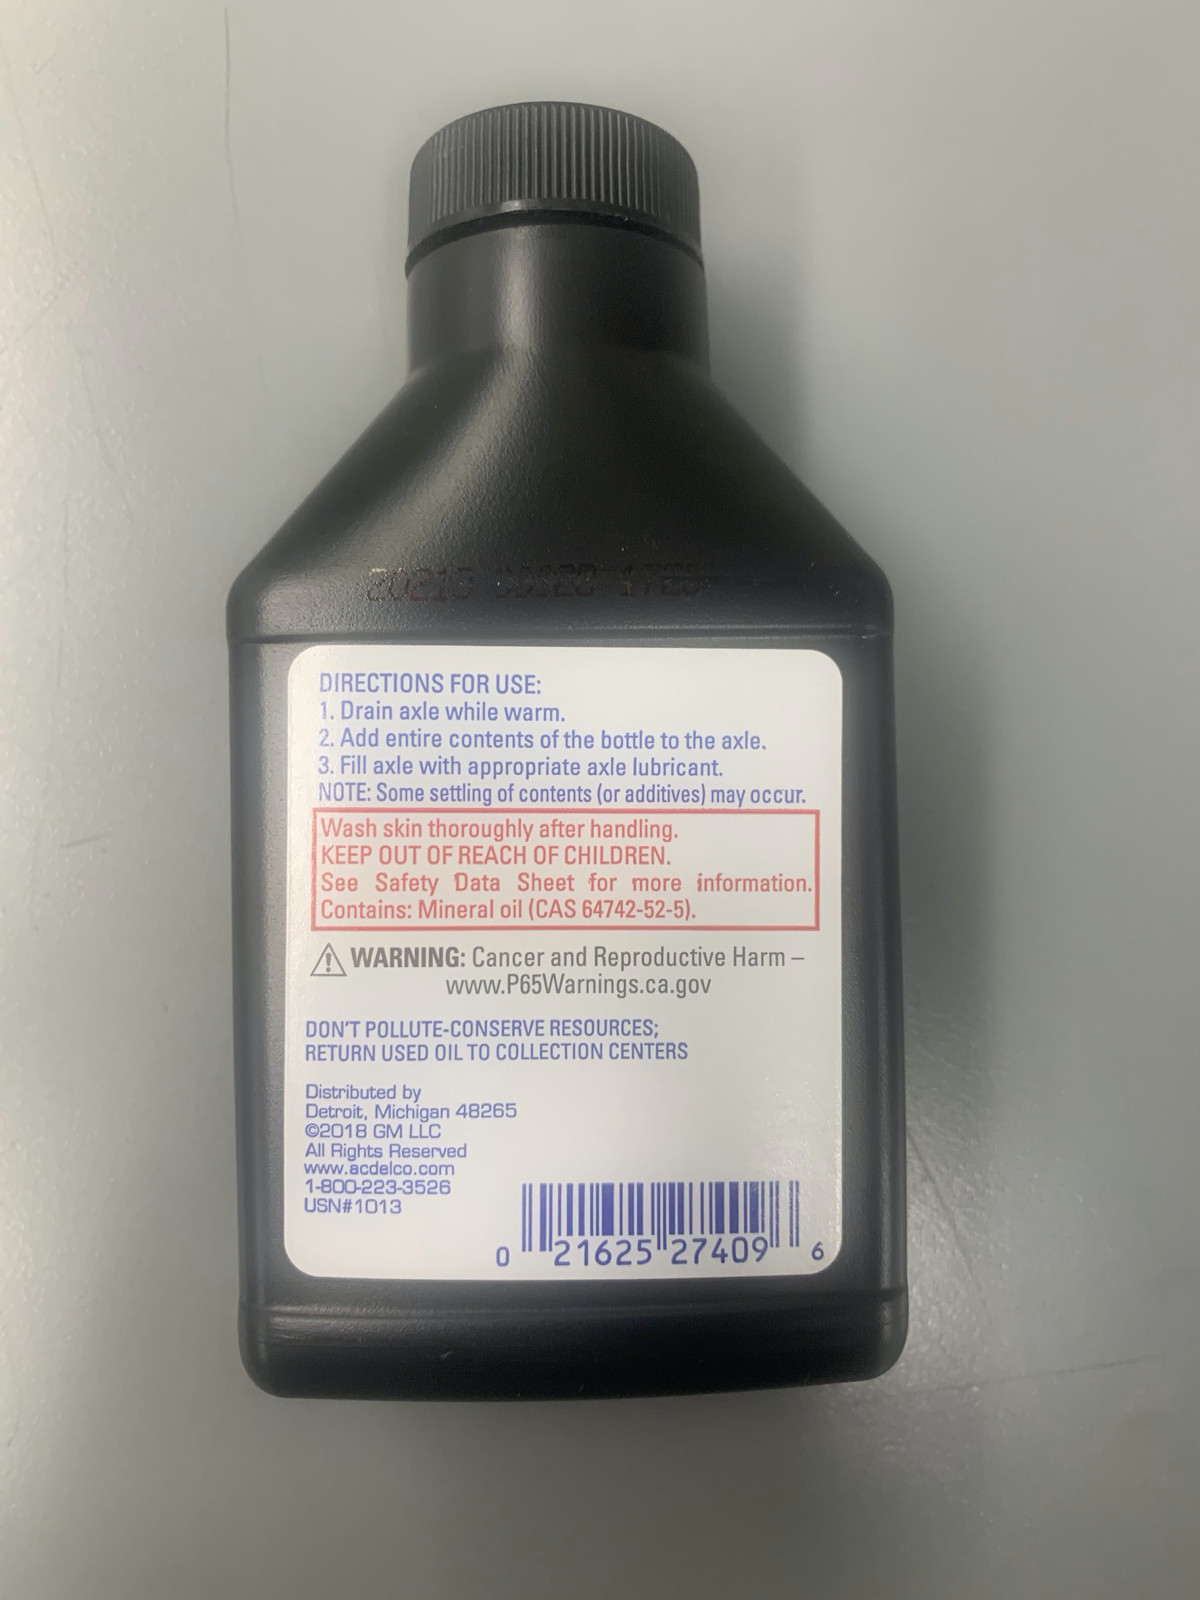 DIRECTIONS FOR USE:
1. Drain axle while warm.
2. Add entire contents of the bottle to the axle.
3. Fill axle with appropriate axle lubricant.
NOTE: Some settling of contents (or additives) may occur.
Wash skin thoroughly after handling.
KEEP OUT OF REACH OF CHILDREN.
See Safety Data Sheet for more information.
Contains: Mineral oil (CAS 64742-52-5).
WARNING: Cancer and Reproductive Harm –
www.P65Warnings.ca.gov
DON'T POLLUTE-CONSERVE RESOURCES;
RETURN USED OIL TO COLLECTION CENTERS
Distributed by
Detroit, Michigan 48265
©2018 GM LLC
All Rights Reserved
www.acdelco.com
1-800-223-3526
USN#1013
0 21625 27409 6